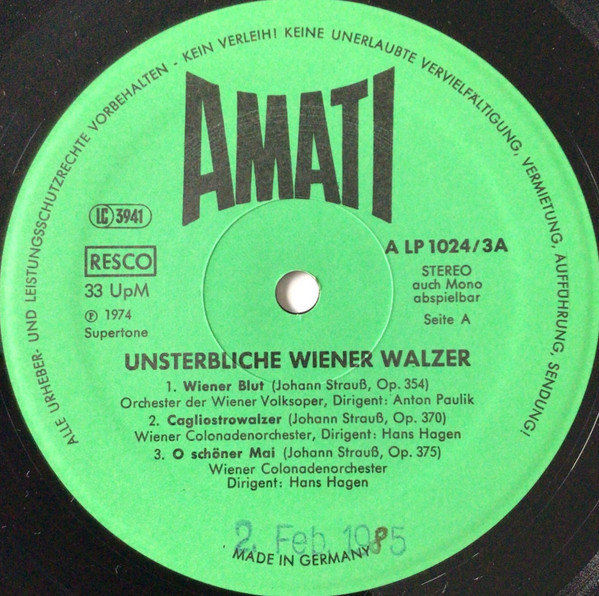 ALLE URHEBER- UND LEISTUNGSSCHUTZRECHTE VORBEHALTEN - KEIN VERLEIH! KEINE UNERLAUBTE VERVIELFÄLTIGUNG, VERMIETUNG, AUFFÜHRUNG, SENDUNG!
AMATI
LC 3941
RESCO
33 UpM
Ⓟ 1974
Supertone
A LP 1024/3A
STEREO
auch Mono
abspielbar
Seite A
UNSTERBLICHE WIENER WALZER
1. Wiener Blut (Johann Strauß, Op. 354)
Orchester der Wiener Volksoper, Dirigent: Anton Paulik
2. Cagliostrowalzer (Johann Strauß, Op. 370)
Wiener Colonadenorchester, Dirigent: Hans Hagen
3. O schöner Mai (Johann Strauß, Op. 375)
Wiener Colonadenorchester
Dirigent: Hans Hagen
2. Feb. 1985
MADE IN GERMANY